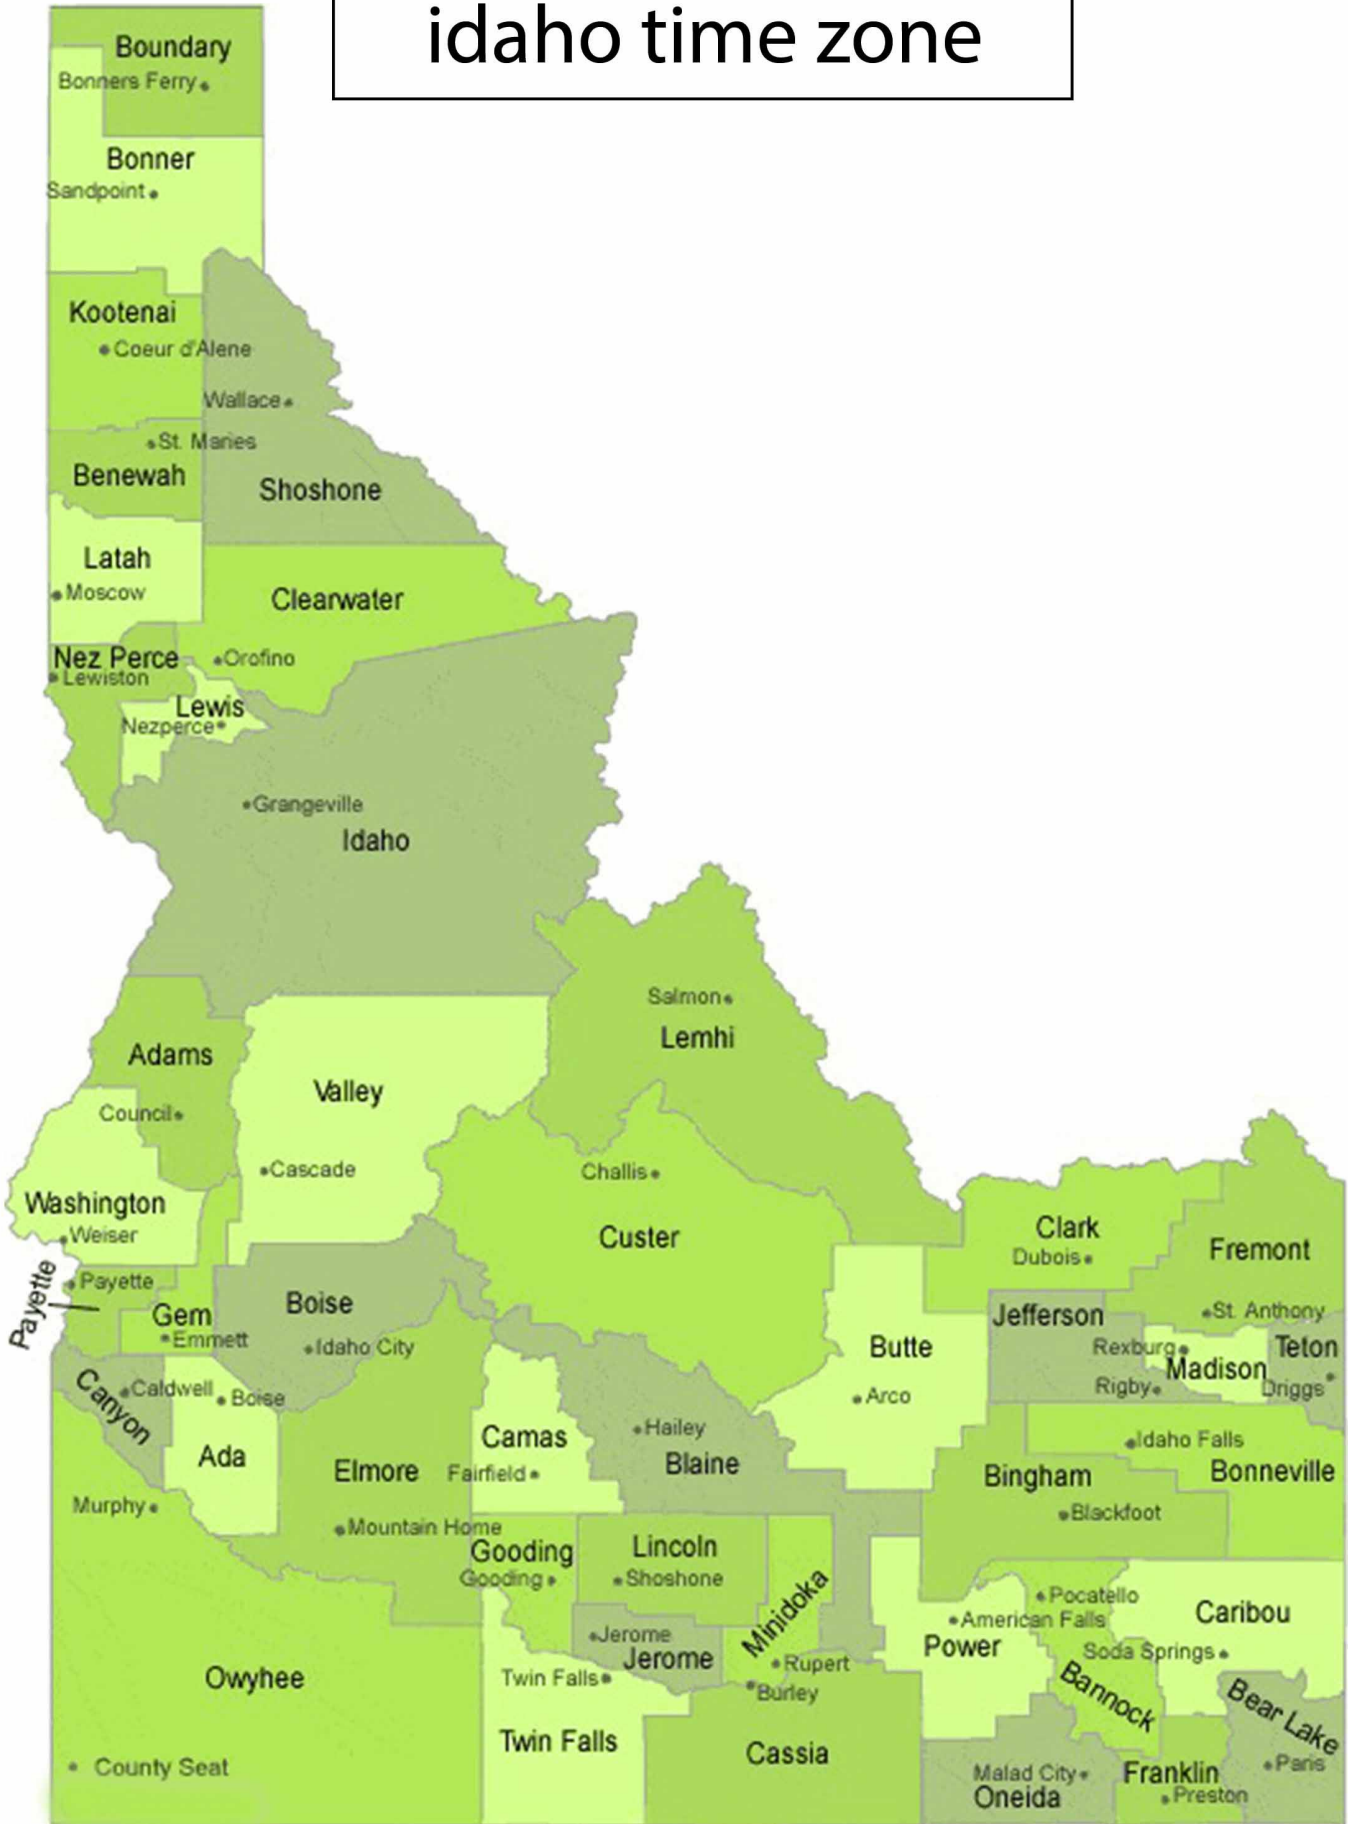 idaho time zone
Boundary
Bonners Ferry
Bonner
Sandpoint
Kootenai
Coeur d'Alene
Wallace
St. Maries
Benewah
Shoshone
Latah
Moscow
Clearwater
Nez Perce
Orofino
Lewiston
Lewis
Nezperce
Grangeville
Idaho
Salmon
Lemhi
Adams
Valley
Council
Cascade
Challis
Washington
Weiser
Custer
Clark
Dubois
Fremont
Payette
Payette
Gem
Emmett
Boise
Idaho City
Jefferson
St. Anthony
Butte
Rexburg
Madison
Teton
Rigby
Driggs
Arco
Canyon
Caldwell
Boise
Ada
Elmore
Camas
Fairfield
Hailey
Blaine
Idaho Falls
Bingham
Bonneville
Blackfoot
Murphy
Mountain Home
Gooding
Gooding
Lincoln
Shoshone
Minidoka
Pocatello
American Falls
Power
Caribou
Soda Springs
Jerome
Jerome
Rupert
Burley
Owyhee
Twin Falls
Twin Falls
Cassia
Bannock
Bear Lake
Paris
County Seat
Malad City
Oneida
Franklin
Preston